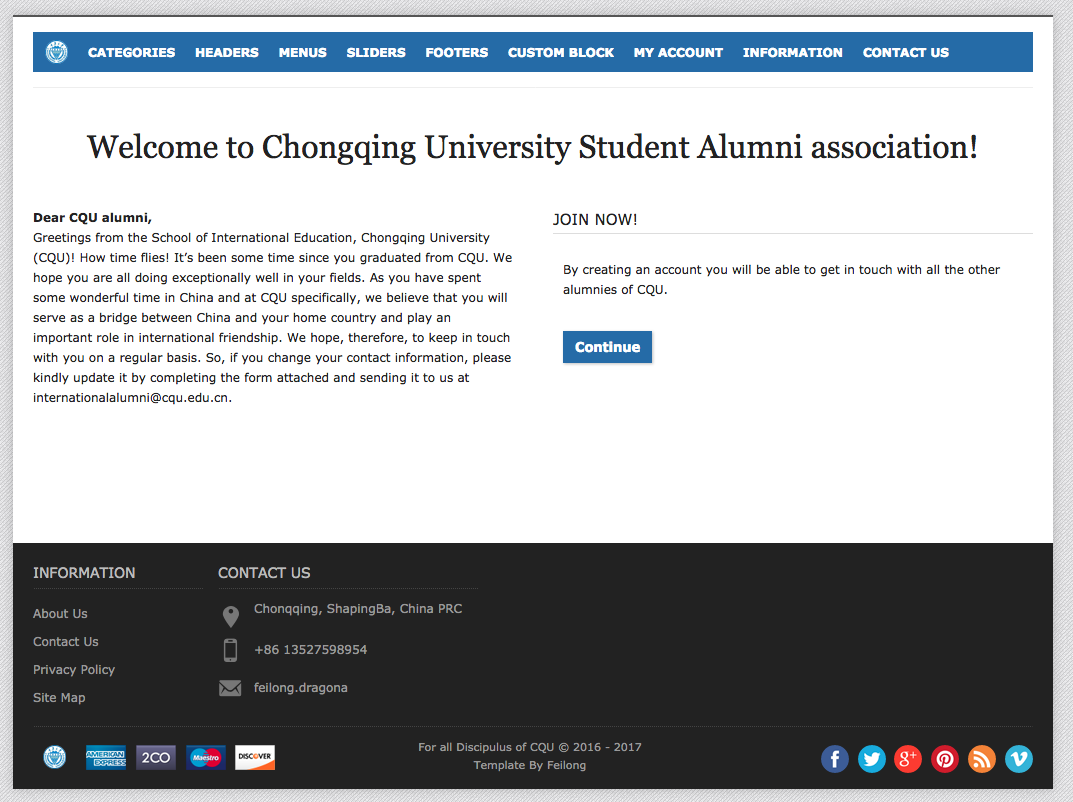 CATEGORIES HEADERS MENUS SLIDERS FOOTERS CUSTOM BLOCK MY ACCOUNT INFORMATION CONTACT US
Welcome to Chongqing University Student Alumni association!
Dear CQU alumni,
Greetings from the School of International Education, Chongqing University
(CQU)! How time flies! It’s been some time since you graduated from CQU. We
hope you are all doing exceptionally well in your fields. As you have spent
some wonderful time in China and at CQU specifically, we believe that you will
serve as a bridge between China and your home country and play an
important role in international friendship. We hope, therefore, to keep in touch
with you on a regular basis. So, if you change your contact information, please
kindly update it by completing the form attached and sending it to us at
internationalalumni@cqu.edu.cn.
JOIN NOW!
By creating an account you will be able to get in touch with all the other
alumnies of CQU.
Continue
INFORMATION
About Us
Contact Us
Privacy Policy
Site Map
CONTACT US
Chonqqing, ShapingBa, China PRC
+86 13527598954
feilong.dragona
AMERICAN
EXPRESS
2CO
Maestro
DISCOVER
For all Discipulus of CQU © 2016 - 2017
Template By Feilong